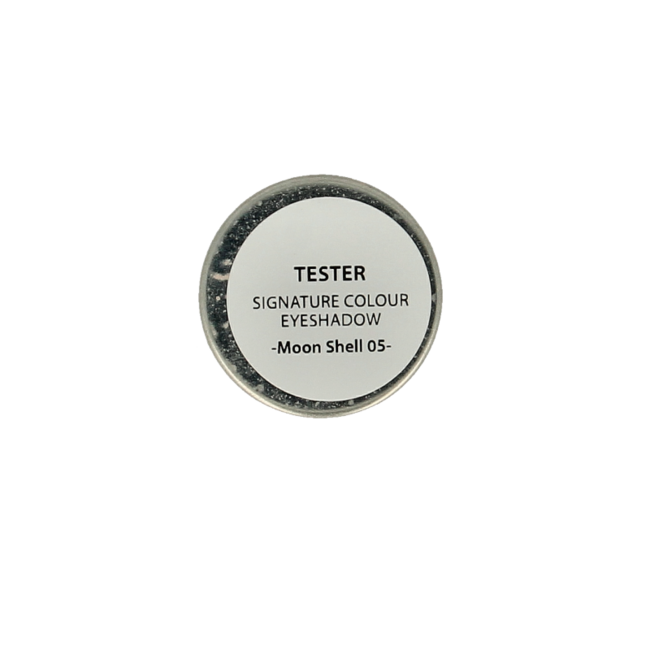 TESTER
SIGNATURE COLOUR
EYESHADOW
-Moon Shell 05-